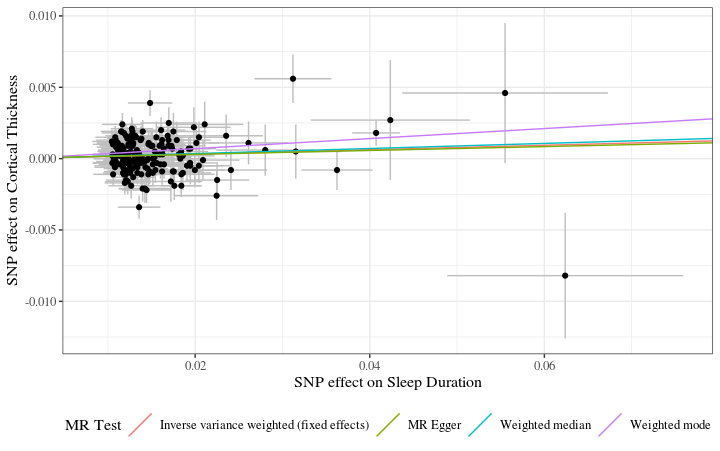 0.010
0.005
0.000
-0.005
-0.010
SNP effect on Cortical Thickness
0.02
0.04
0.06
SNP effect on Sleep Duration
MR Test
Inverse variance weighted (fixed effects)
MR Egger
Weighted median
Weighted mode